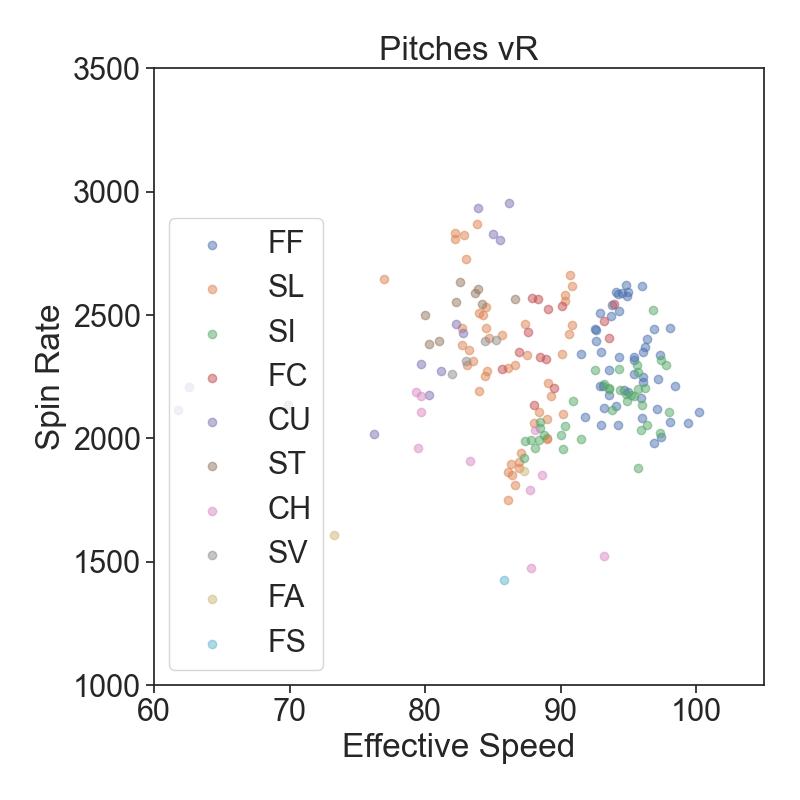 Pitches vR
3500
3000
2500
2000
1500
1000
Spin Rate
FF
SL
SI
FC
CU
ST
CH
SV
FA
FS
60 70 80 90 100
Effective Speed